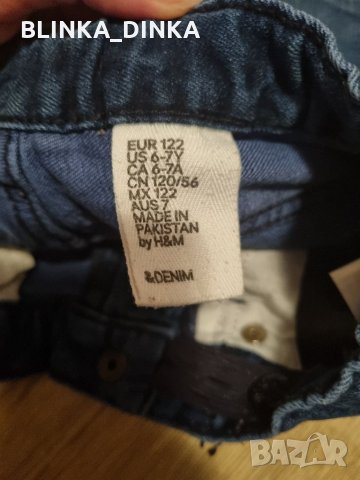 BLINKA_DINKA
EUR 122
US 6-7Y
CA 6-7A
CN 120/56
MX 122
AUS 7
MADE IN
PAKISTAN
by H&M
&DENIM
BAZAR